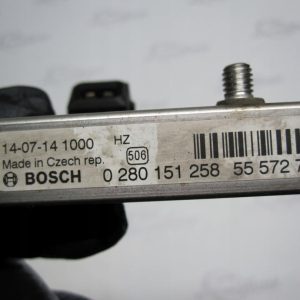 14-07-14 1000 HZ
Made in Czech rep. 506
BOSCH 0 280 151 258 55 572